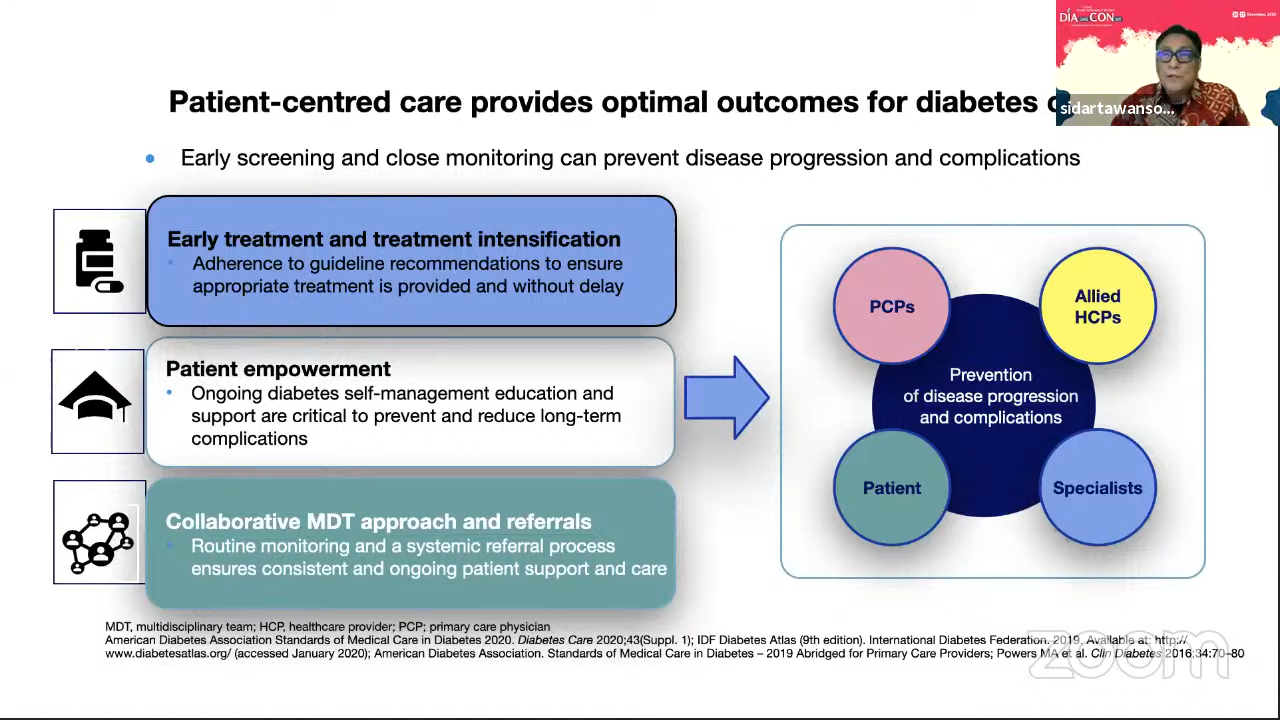 Patient-centred care provides optimal outcomes for diabetes
DIA CON
December, 2020
sidartawanso...
• Early screening and close monitoring can prevent disease progression and complications
Early treatment and treatment intensification
• Adherence to guideline recommendations to ensure
appropriate treatment is provided and without delay
Patient empowerment
• Ongoing diabetes self-management education and
support are critical to prevent and reduce long-term
complications
Collaborative MDT approach and referrals
• Routine monitoring and a systemic referral process
ensures consistent and ongoing patient support and care
PCPs
Allied
HCPs
Prevention
of disease progression
and complications
Patient
Specialists
MDT, multidisciplinary team; HCP, healthcare provider; PCP; primary care physician
American Diabetes Association Standards of Medical Care in Diabetes 2020. Diabetes Care 2020;43(Suppl. 1); IDF Diabetes Atlas (9th edition). International Diabetes Federation. 2019. Available at: http://
www.diabetesatlas.org/ (accessed January 2020); American Diabetes Association. Standards of Medical Care in Diabetes – 2019 Abridged for Primary Care Providers; Powers MA et al. Clin Diabetes 2016;34:70–80
zoom